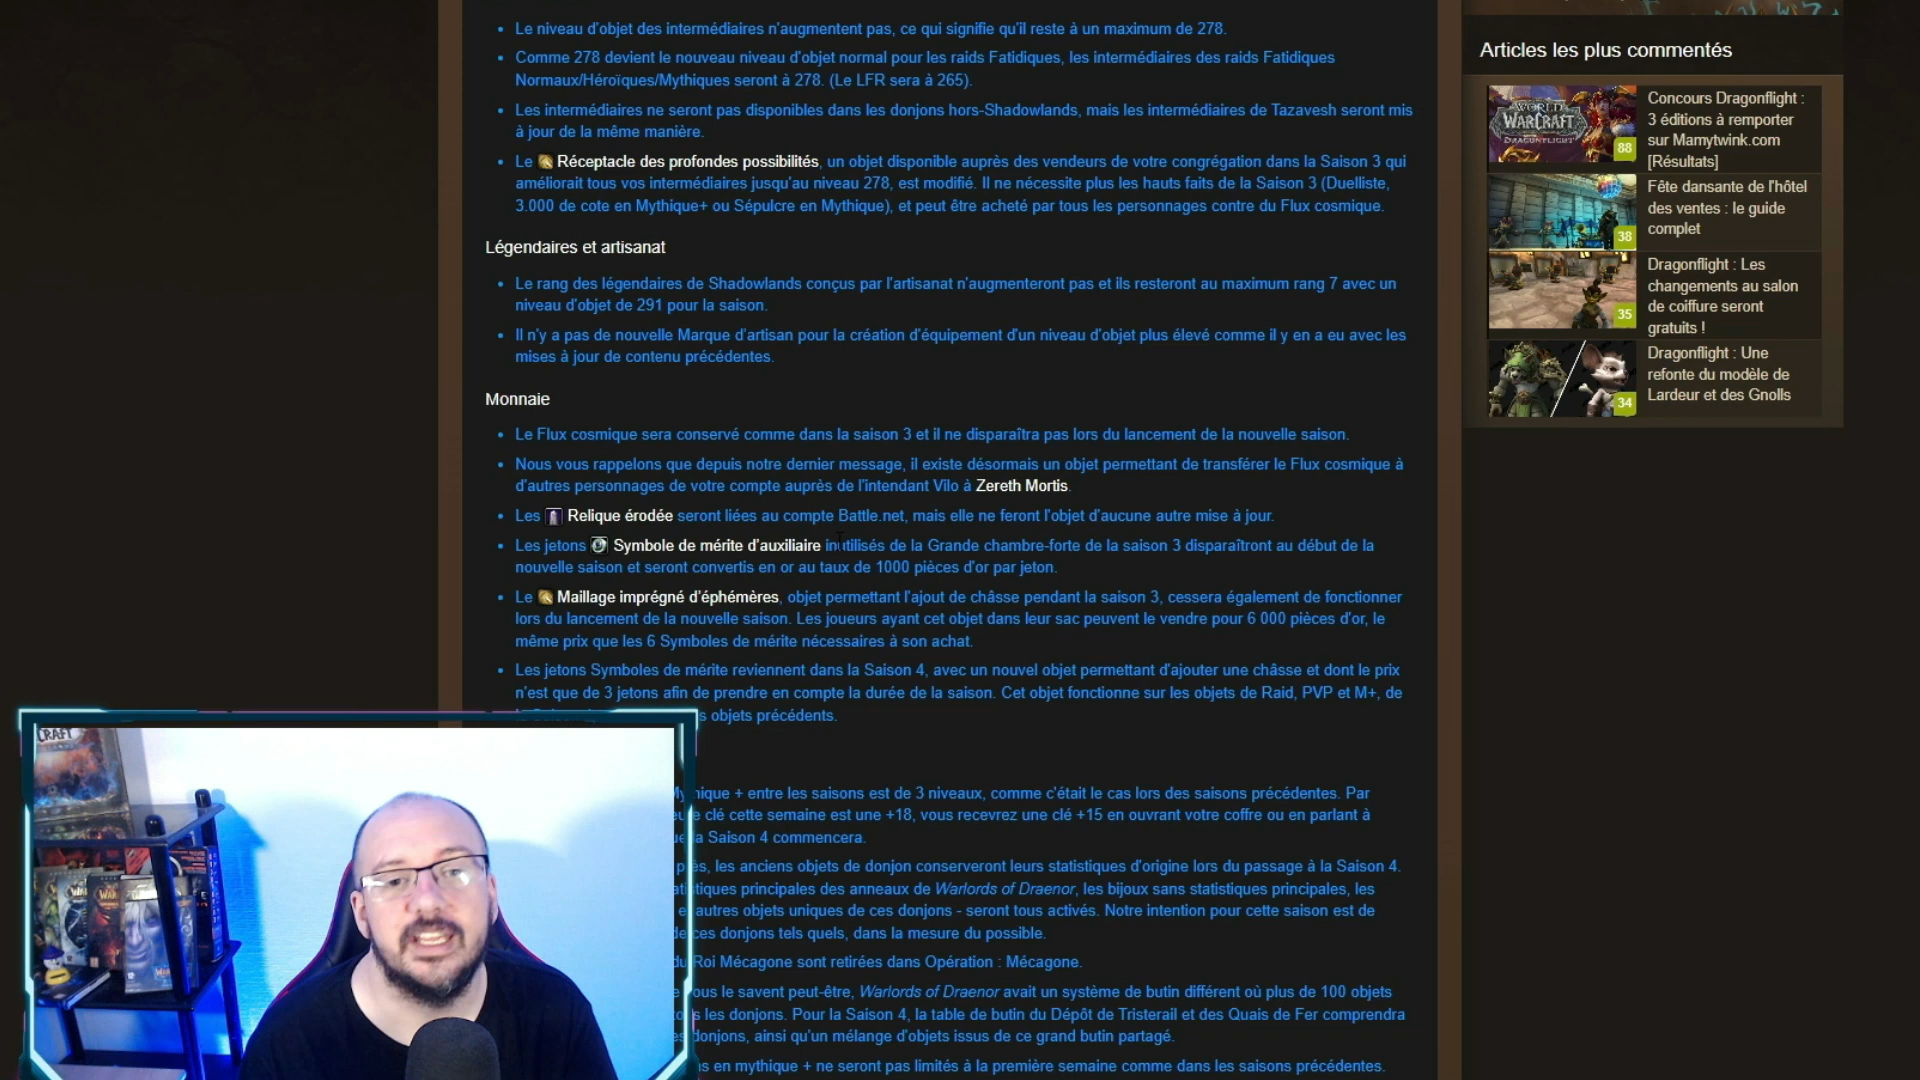 Le niveau d'objet des intermédiaires n'augmentent pas, ce qui signifie qu'il reste à un maximum de 278.
Comme 278 devient le nouveau niveau d'objet normal pour les raids Fatidiques, les intermédiaires des raids Fatidiques
Normaux/Héroïques/Mythiques seront à 278. (Le LFR sera à 265).
Les intermédiaires ne seront pas disponibles dans les donjons hors-Shadowlands, mais les intermédiaires de Tazavesh seront mis
à jour de la même manière.
Le Réceptacle des profondes possibilités, un objet disponible auprès des vendeurs de votre congrégation dans la Saison 3 qui
améliorait tous vos intermédiaires jusqu'au niveau 278, est modifié. Il ne nécessite plus les hauts faits de la Saison 3 (Duelliste,
3.000 de cote en Mythique+ ou Sépulcre en Mythique), et peut être acheté par tous les personnages contre du Flux cosmique.
Légendaires et artisanat
Le rang des légendaires de Shadowlands conçus par l'artisanat n'augmenteront pas et ils resteront au maximum rang 7 avec un
niveau d'objet de 291 pour la saison.
Il n'y a pas de nouvelle Marque d'artisan pour la création d'équipement d'un niveau d'objet plus élevé comme il y en a eu avec les
mises à jour de contenu précédentes.
Monnaie
Le Flux cosmique sera conservé comme dans la saison 3 et il ne disparaîtra pas lors du lancement de la nouvelle saison.
Nous vous rappelons que depuis notre dernier message, il existe désormais un objet permettant de transférer le Flux cosmique à
d'autres personnages de votre compte auprès de l'intendant Vilo à Zereth Mortis.
Les Relique érodée seront liées au compte Battle.net, mais elle ne feront l'objet d'aucune autre mise à jour.
Les jetons Symbole de mérite d'auxiliaire inutilisés de la Grande chambre-forte de la saison 3 disparaîtront au début de la
nouvelle saison et seront convertis en or au taux de 1000 pièces d'or par jeton.
Le Maillage imprégné d'éphémères, objet permettant l'ajout de châsse pendant la saison 3, cessera également de fonctionner
lors du lancement de la nouvelle saison. Les joueurs ayant cet objet dans leur sac peuvent le vendre pour 6 000 pièces d'or, le
même prix que les 6 Symboles de mérite nécessaires à son achat.
Les jetons Symboles de mérite reviennent dans la Saison 4, avec un nouvel objet permettant d'ajouter une châsse et dont le prix
n'est que de 3 jetons afin de prendre en compte la durée de la saison. Cet objet fonctionne sur les objets de Raid, PVP et M+, de
s objets précédents.
Mythique + entre les saisons est de 3 niveaux, comme c'était le cas lors des saisons précédentes. Par
clé cette semaine est une +18, vous recevrez une clé +15 en ouvrant votre coffre ou en parlant à
la Saison 4 commencera.
près, les anciens objets de donjon conserveront leurs statistiques d'origine lors du passage à la Saison 4.
tiques principales des anneaux de Warlords of Draenor, les bijoux sans statistiques principales, les
autres objets uniques de ces donjons - seront tous activés. Notre intention pour cette saison est de
ces donjons tels quels, dans la mesure du possible.
du Roi Mécagone sont retirées dans Opération : Mécagone.
ous le savent peut-être, Warlords of Draenor avait un système de butin différent où plus de 100 objets
les donjons. Pour la Saison 4, la table de butin du Dépôt de Tristerail et des Quais de Fer comprendra
donjons, ainsi qu'un mélange d'objets issus de ce grand butin partagé.
s en mythique + ne seront pas limités à la première semaine comme dans les saisons précédentes.
Articles les plus commentés
WORLD
WARCRAFT
DRAGONFLIGHT
88
Concours Dragonflight :
3 éditions à remporter
sur Mamytwink.com
[Résultats]
38
Fête dansante de l'hôtel
des ventes : le guide
complet
35
Dragonflight : Les
changements au salon
de coiffure seront
gratuits !
34
Dragonflight : Une
refonte du modèle de
Lardeur et des Gnolls
CRAFT